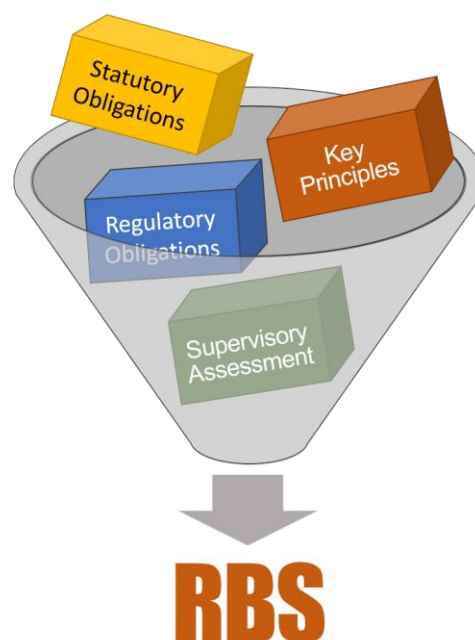 Statutory
Obligations
Key
Principles
Regulatory
Obligations
Supervisory
Assessment
RBS